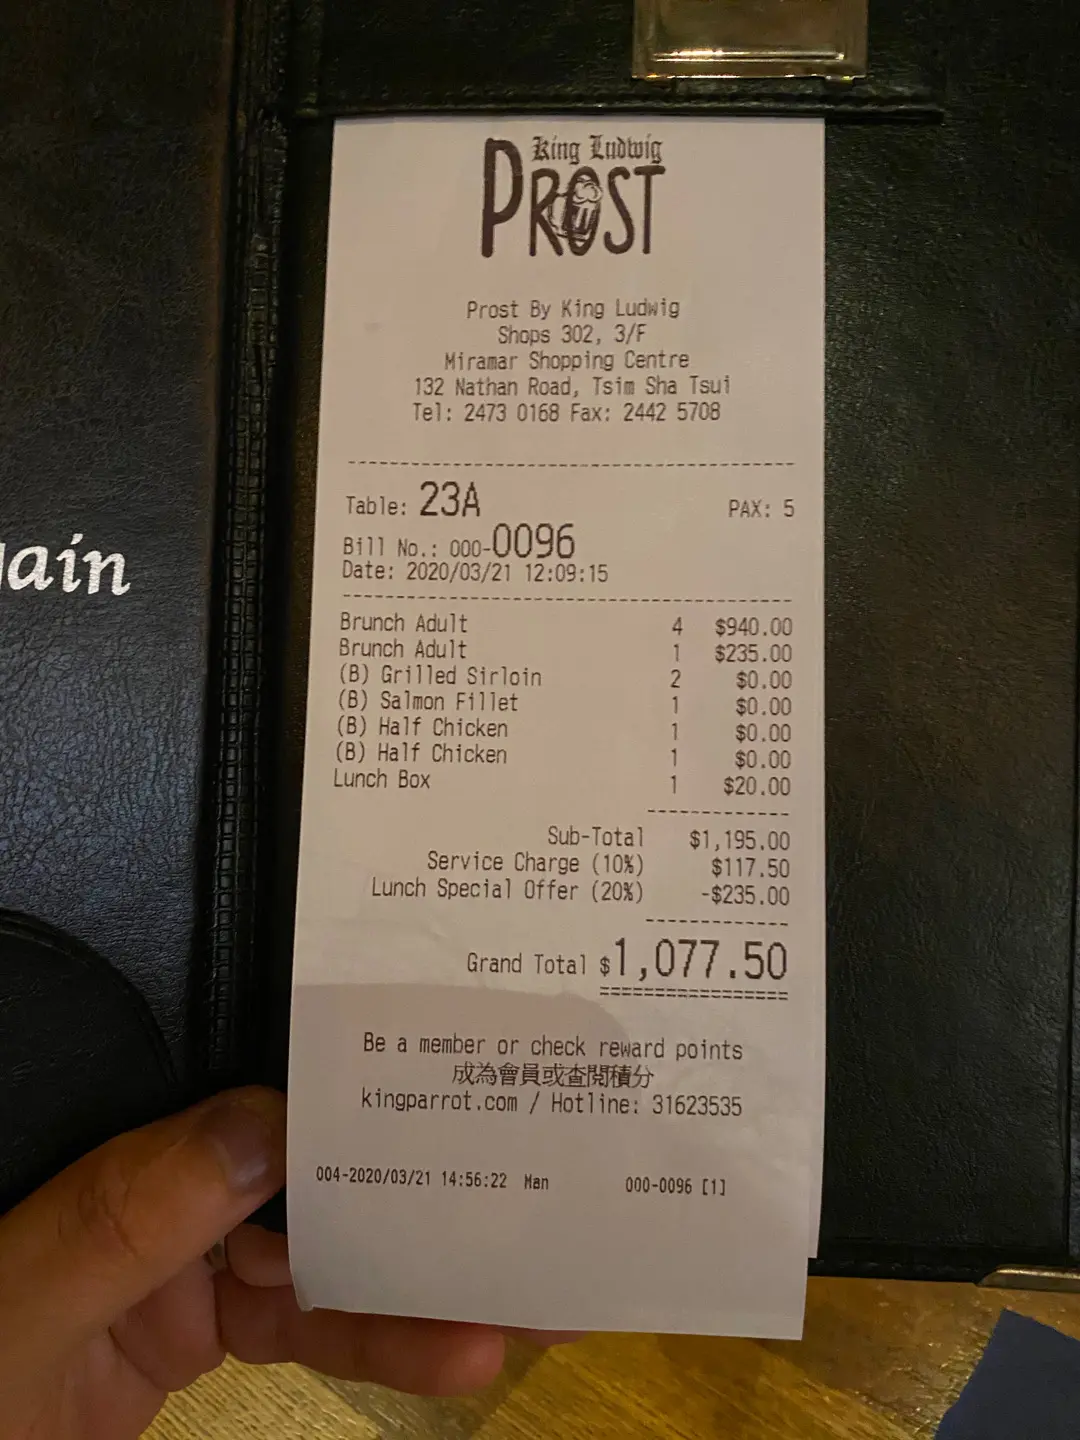 King Ludwig
PROST
Prost By King Ludwig
Shops 302, 3/F
Miramar Shopping Centre
132 Nathan Road, Tsim Sha Tsui
Tel: 2473 0168 Fax: 2442 5708
Table: 23A PAX: 5
Bill No.: 000-0096
Date: 2020/03/21 12:09:15
Brunch Adult 4 $940.00
Brunch Adult 1 $235.00
(B) Grilled Sirloin 2 $0.00
(B) Salmon Fillet 1 $0.00
(B) Half Chicken 1 $0.00
(B) Half Chicken 1 $0.00
Lunch Box 1 $20.00
Sub-Total $1,195.00
Service Charge (10%) $117.50
Lunch Special Offer (20%) -$235.00
Grand Total $1,077.50
Be a member or check reward points
成為會員或查閱積分
kingparrot.com / Hotline: 31623535
004-2020/03/21 14:56:22 Man 000-0096 [1]